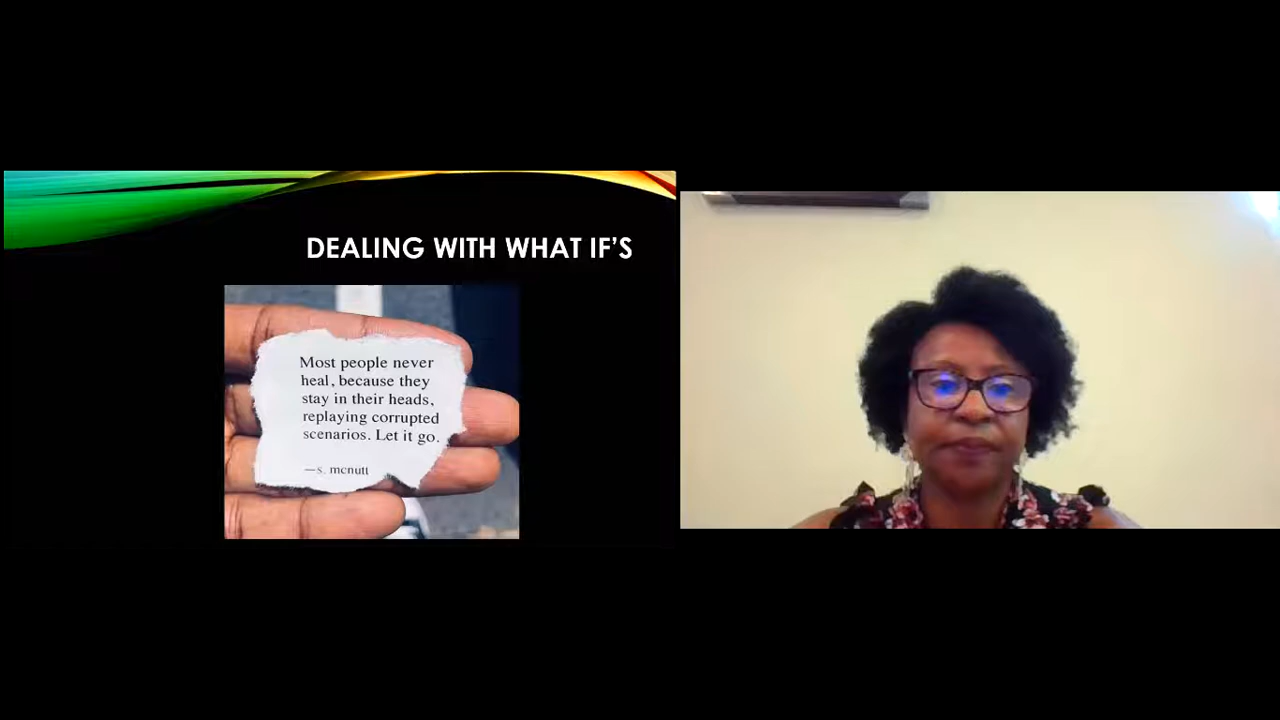 DEALING WITH WHAT IF'S
Most people never
heal, because they
stay in their heads,
replaying corrupted
scenarios. Let it go.
—s. mcnutt